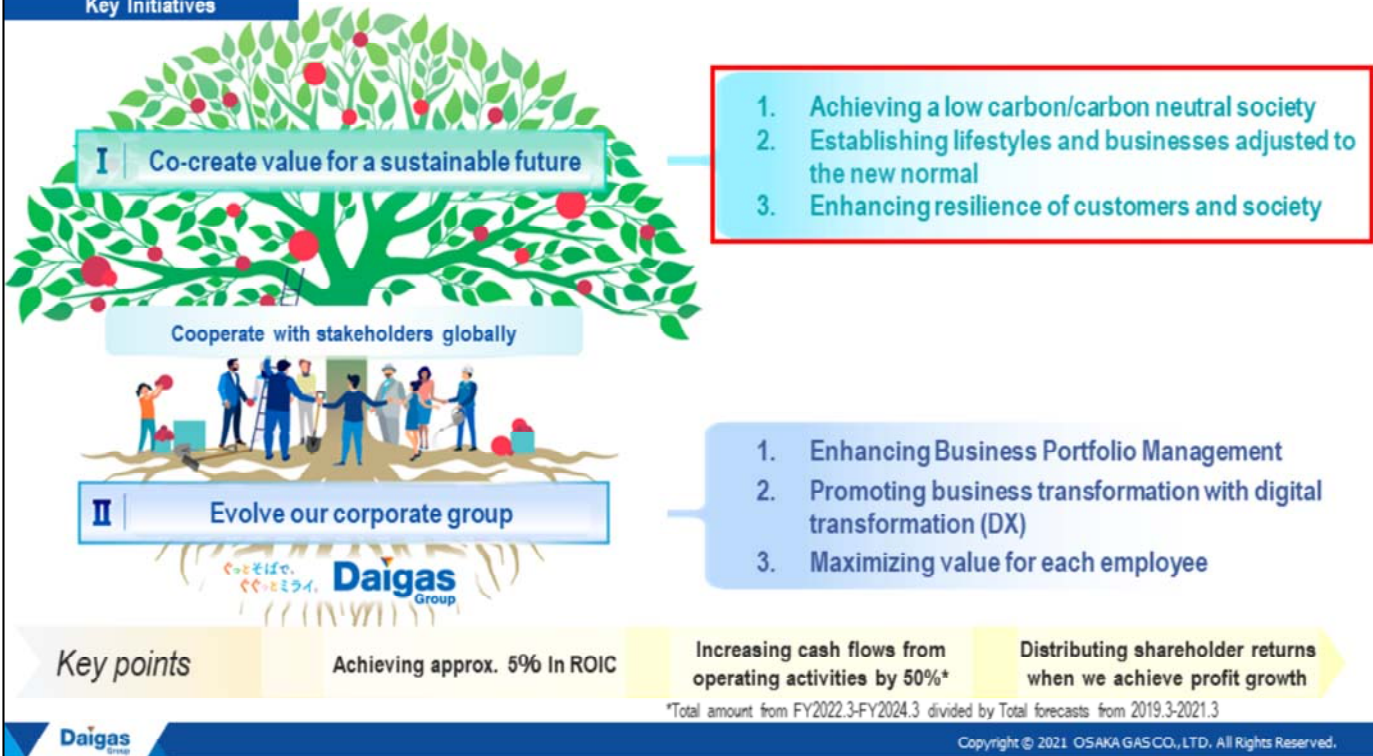 Key Initiatives
I Co-create value for a sustainable future
1. Achieving a low carbon/carbon neutral society
2. Establishing lifestyles and businesses adjusted to
the new normal
3. Enhancing resilience of customers and society
Cooperate with stakeholders globally
II Evolve our corporate group
1. Enhancing Business Portfolio Management
2. Promoting business transformation with digital
transformation (DX)
3. Maximizing value for each employee
ぐっとそばで、
ぐぐっとミライ。
Daigas
Group
Key points
Achieving approx. 5% In ROIC
Increasing cash flows from
operating activities by 50%*
Distributing shareholder returns
when we achieve profit growth
*Total amount from FY2022.3-FY2024.3 divided by Total forecasts from 2019.3-2021.3
Daigas
Group
Copyright © 2021 OSAKA GAS CO., LTD. All Rights Reserved.